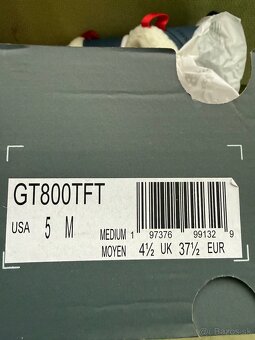 GT800TFT
USA 5 M
MEDIUM 1 97376 99132 9
MOYEN 4½ UK 37½ EUR